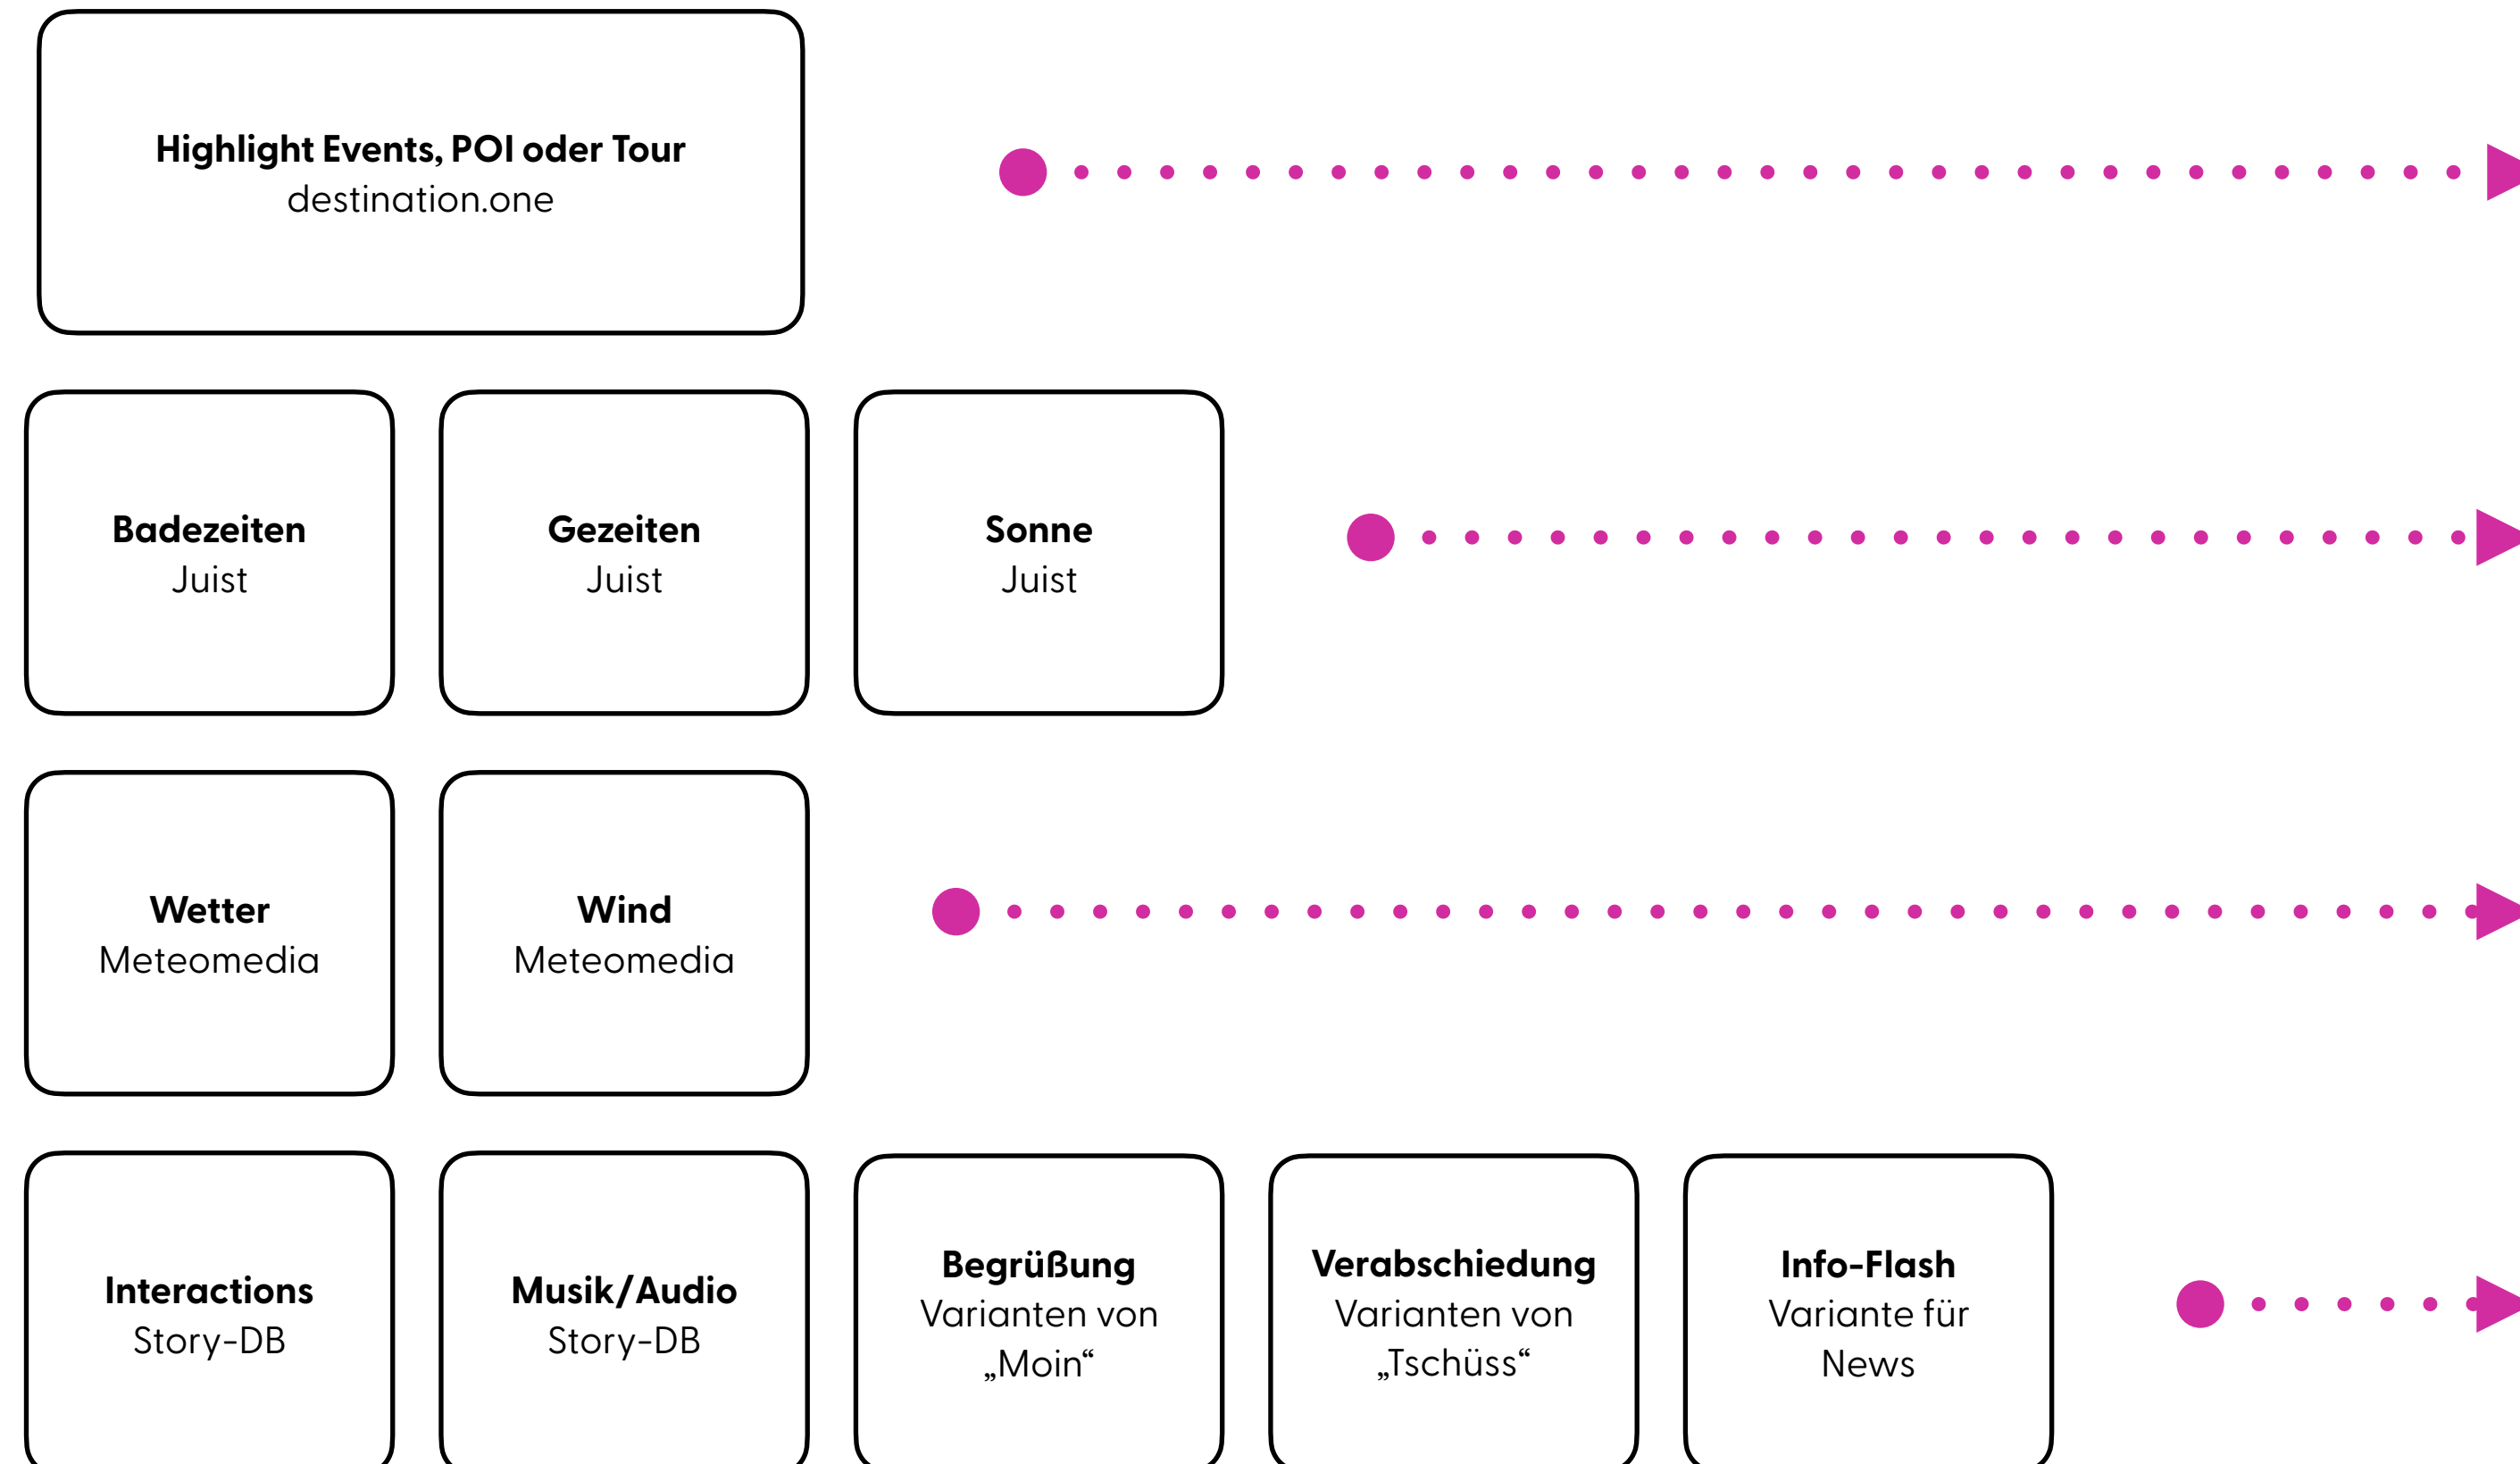 Highlight Events, POI oder Tour
destination.one
Badezeiten
Juist
Gezeiten
Juist
Sonne
Juist
Wetter
Meteomedia
Wind
Meteomedia
Interactions
Story-DB
Musik/Audio
Story-DB
Begrüßung
Varianten von
„Moin“
Verabschiedung
Varianten von
„Tschüss“
Info-Flash
Variante für
News